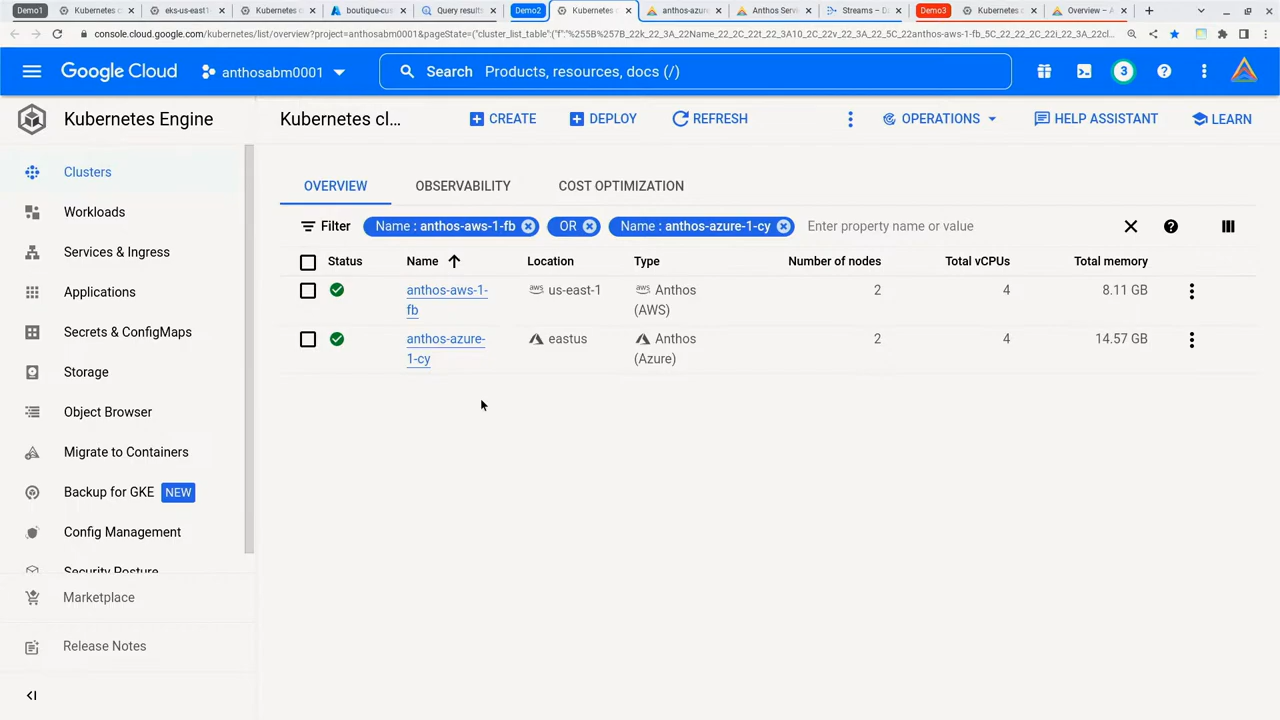 Demo1 Kubernetes c eks-us-east1 Kubernetes c boutique-cus Query results Demo2 Kubernetes anthos-azure Anthos Serv Streams – Da Demo3 Kubernetes c Overview – A
console.cloud.google.com/kubernetes/list/overview?project=anthosabm0001&pageState=("cluster_list_table":("f":"%255B%257B_22k_22_3A_22Name_22_2C_22t_22_3A10_2C_22v_22_3A_22_5C_22anthos-aws-1-fb_5C_22_22_2C_22i_22_3A_22cl...
Google Cloud anthosabm0001 Search Products, resources, docs (/) 3
Kubernetes Engine
Kubernetes cl... CREATE DEPLOY REFRESH OPERATIONS HELP ASSISTANT LEARN
Clusters
Workloads
Services & Ingress
Applications
Secrets & ConfigMaps
Storage
Object Browser
Migrate to Containers
Backup for GKE NEW
Config Management
Security Posture
Marketplace
Release Notes
OVERVIEW OBSERVABILITY COST OPTIMIZATION
Filter Name : anthos-aws-1-fb OR Name : anthos-azure-1-cy Enter property name or value
Status Name Location Type Number of nodes Total vCPUs Total memory
anthos-aws-1- aws us-east-1 aws Anthos 2 4 8.11 GB
fb (AWS)
anthos-azure- eastus Anthos 2 4 14.57 GB
1-cy (Azure)